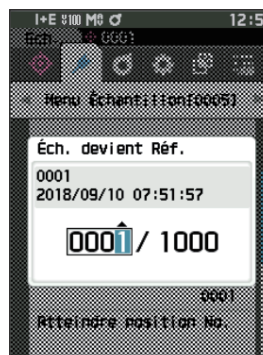 I+E M0 12:5
Éch. 0001
Menu Échantillon[0005]
Éch. devient Réf.
0001
2018/09/10 07:51:57
0001 / 1000
0001
Atteindre position No.